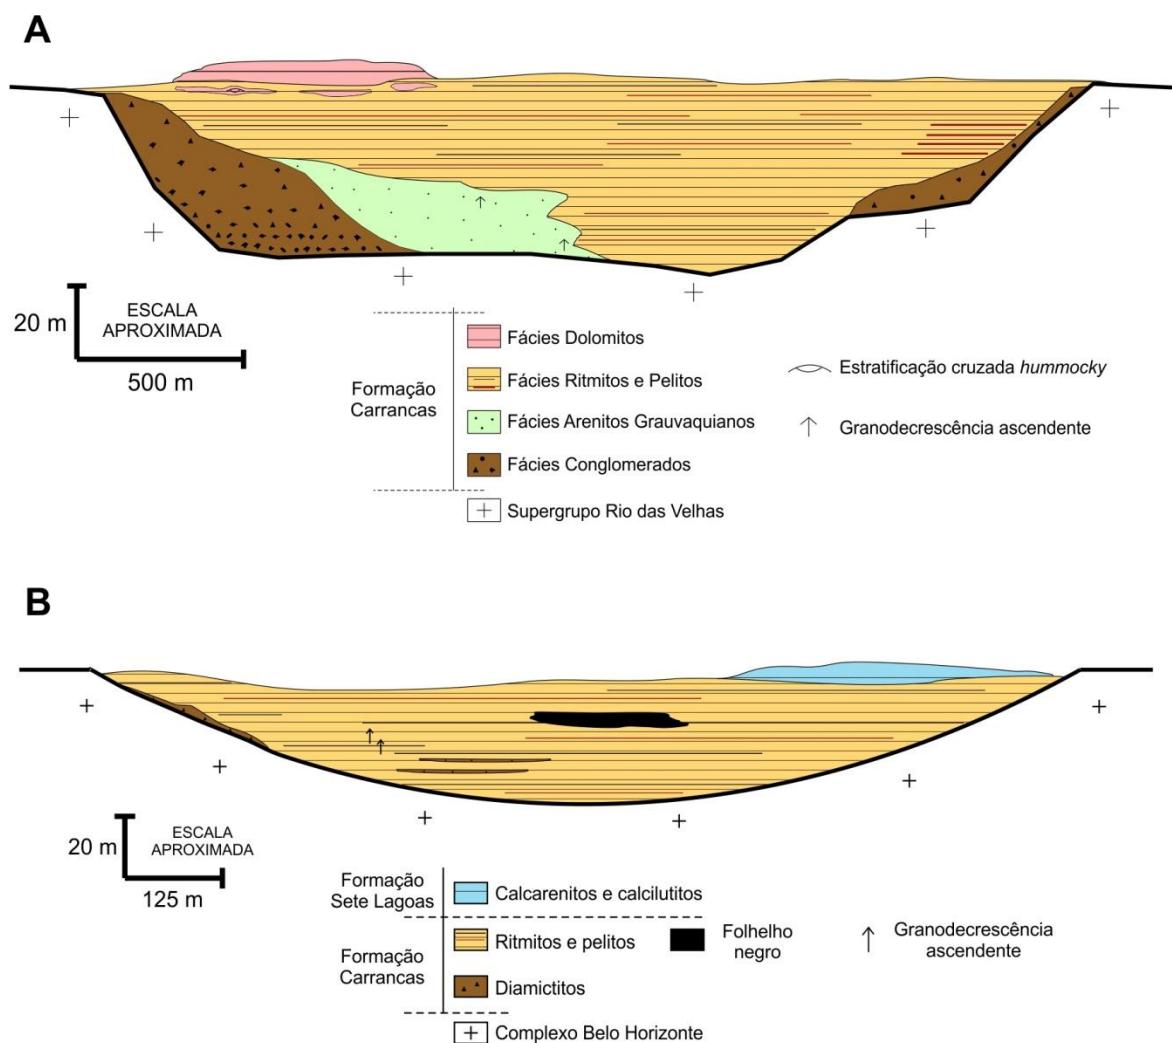 A
20 m
ESCALA
APROXIMADA
500 m
Formação
Carrancas
Fácies Dolomitos
Fácies Ritmitos e Pelitos
Fácies Arenitos Grauvaquianos
Fácies Conglomerados
Supergrupo Rio das Velhas
Estratificação cruzada hummocky
Granodecrescência ascendente
B
20 m
ESCALA
APROXIMADA
125 m
Formação
Sete Lagoas
Calcarenitos e calcilutitos
Formação
Carrancas
Ritmitos e pelitos
Diamictitos
Complexo Belo Horizonte
Folhelho
negro
Granodecrescência
ascendente